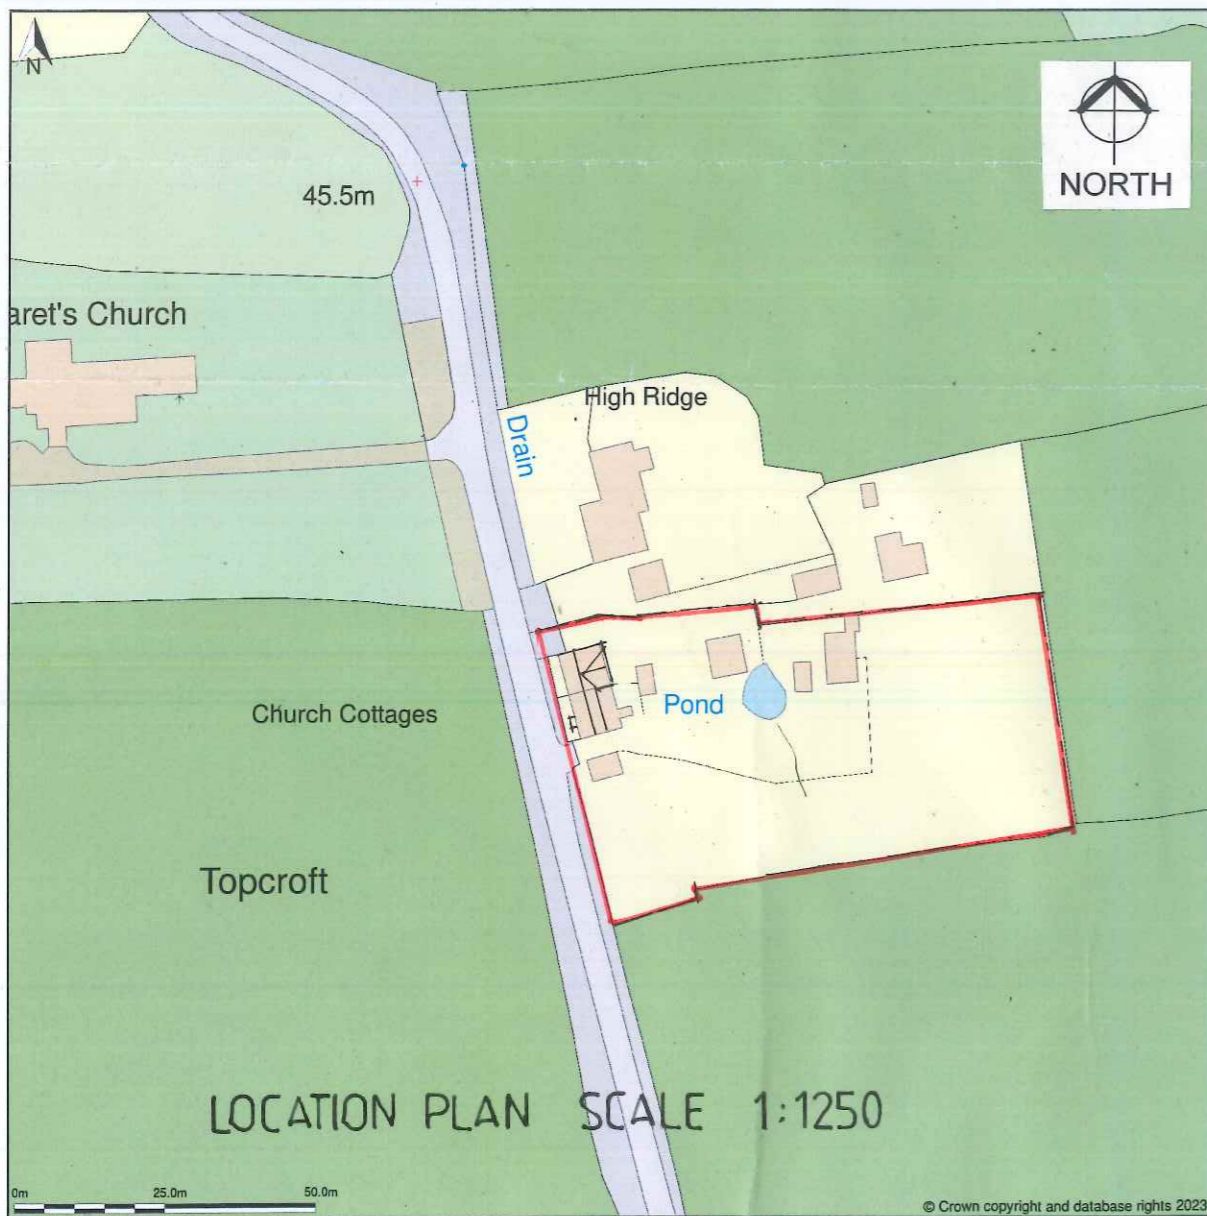 N
NORTH
45.5m
aret's Church
High Ridge
Drain
Pond
Church Cottages
Topcroft
LOCATION PLAN SCALE 1:1250
0m 25.0m 50.0m
© Crown copyright and database rights 2023